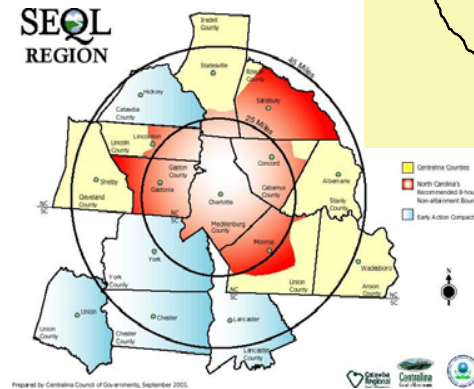 SEQL
REGION
Iredell
County
Statesville
45 Miles
Rowan
County
Hickory
Catawba
County
Salisbury
25 Miles
Lincolnton
Lincoln
County
Gaston
County
Concord
Shelby
Gastonia
Cabarrus
County
Albemarle
Cleveland
County
Charlotte
Stanly
County
Mecklenburg
County
NC
SC
NC
SC
Monroe
York
Wadesboro
York
County
Union
County
Anson
County
NC
SC
Union
Chester
Lancaster
Union
County
Chester
County
Lancaster
County
Centralina Counties
North Carolina's
Recommended 8-hou
Non-attainment Boun
Early Action Compact
N
Prepared by Centralina Council of Governments, September 2003.
Catawba
Regional
Centralina